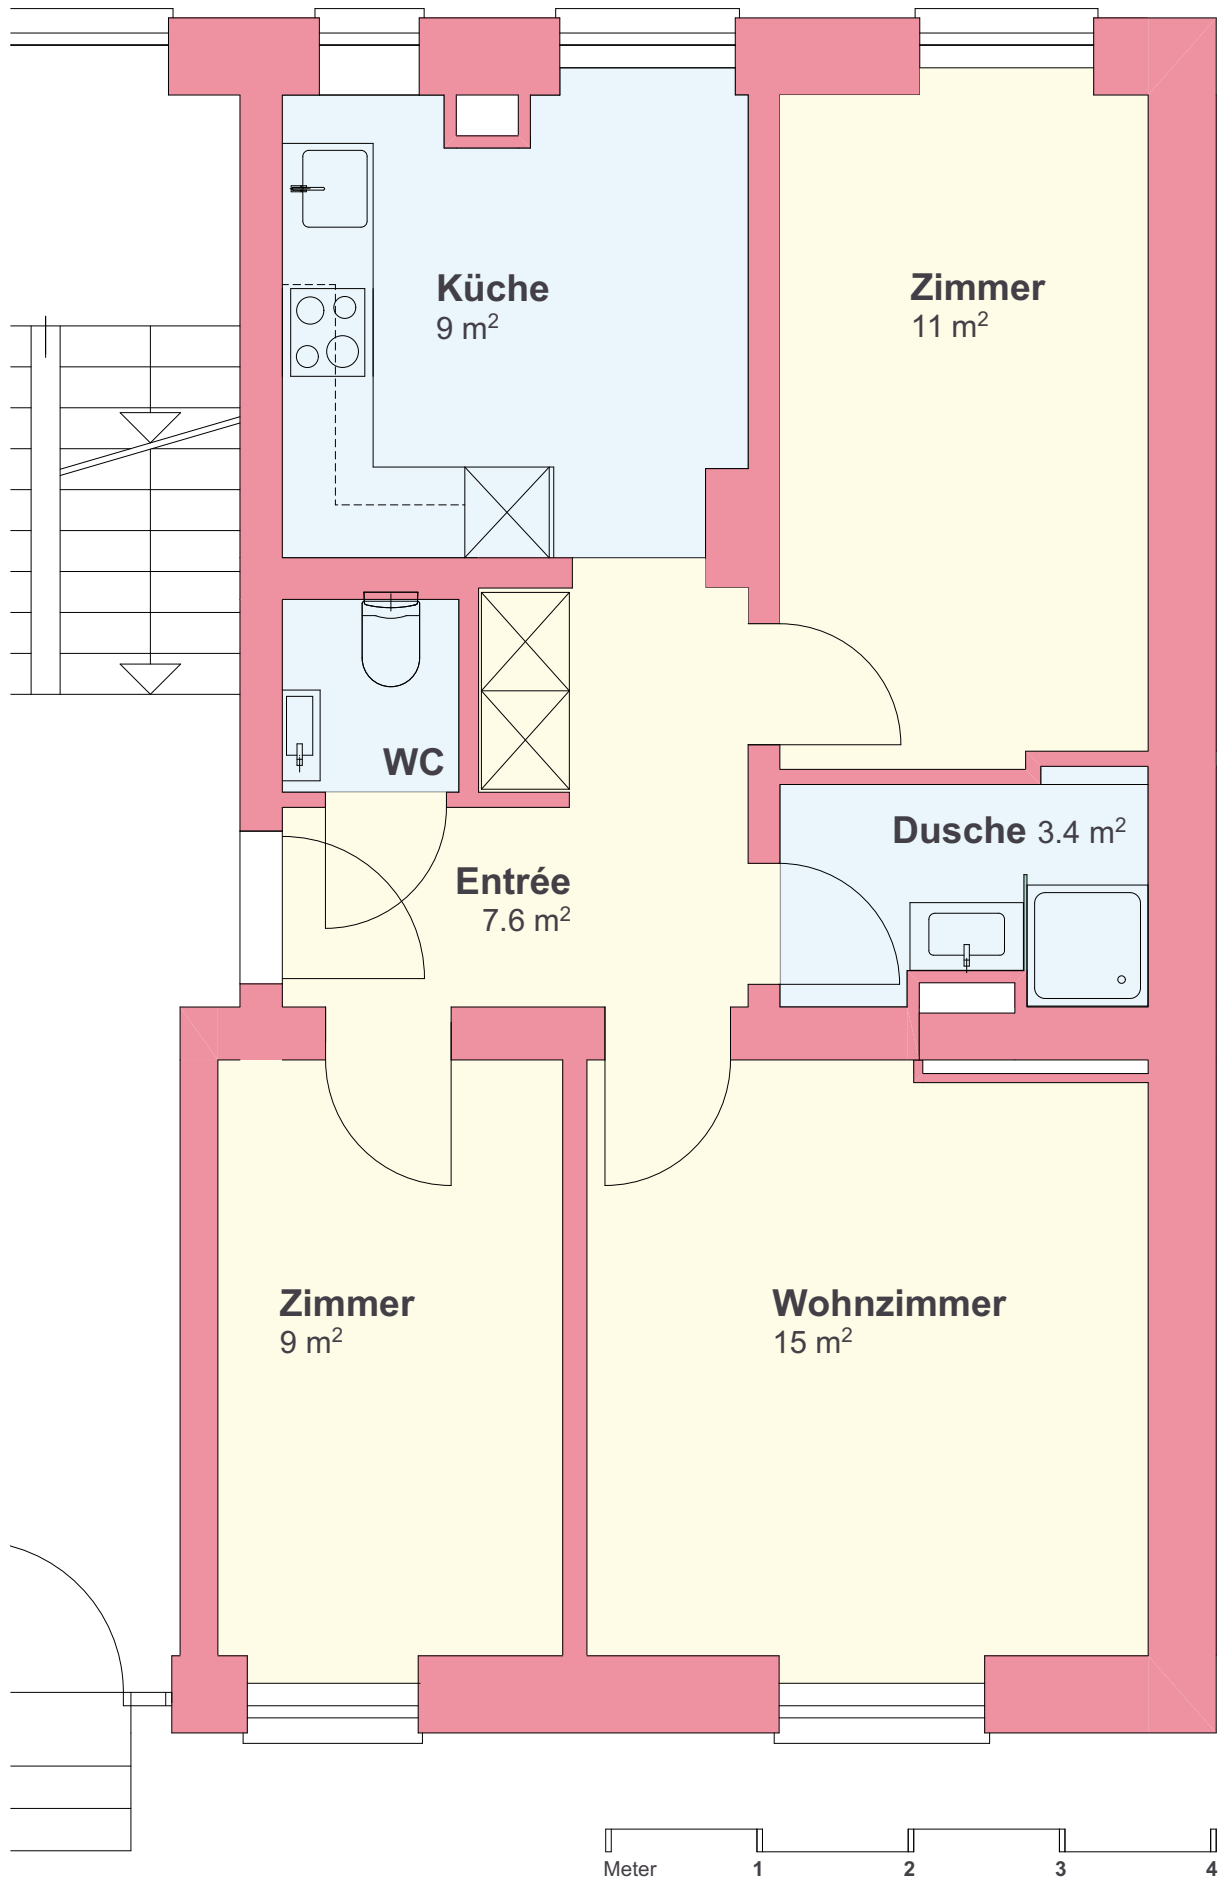 Küche
9 m²
Zimmer
11 m²
WC
Dusche 3.4 m²
Entrée
7.6 m²
Zimmer
9 m²
Wohnzimmer
15 m²
Meter 1 2 3 4